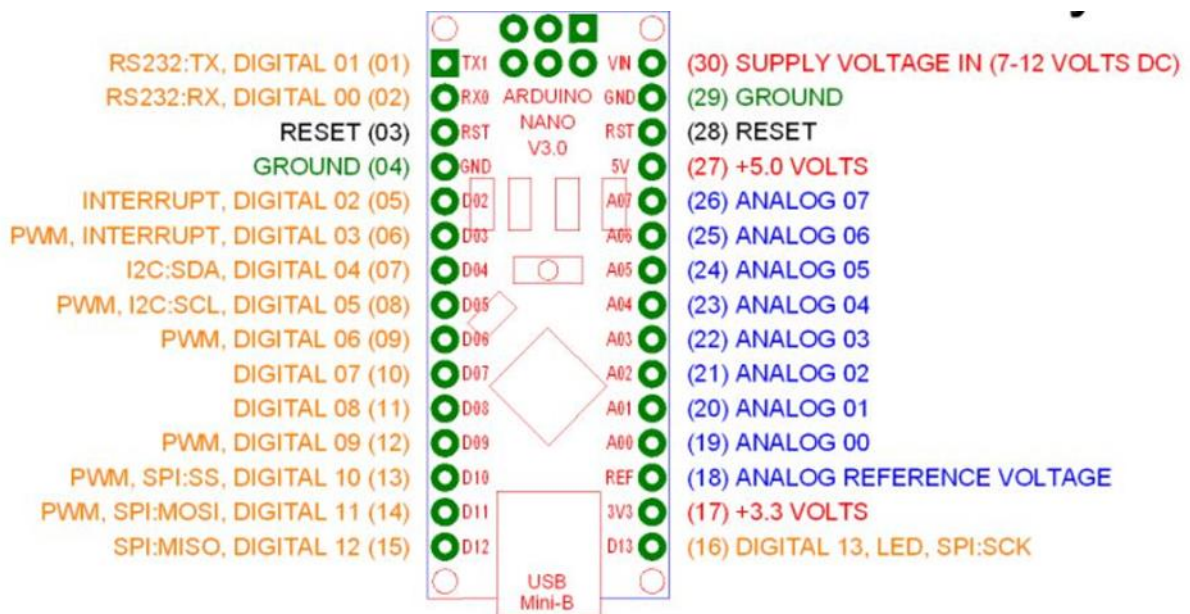 RS232:TX, DIGITAL 01 (01)
TX1
VIN
(30) SUPPLY VOLTAGE IN (7-12 VOLTS DC)
RS232:RX, DIGITAL 00 (02)
RX0
ARDUINO
GND
(29) GROUND
RESET (03)
RST
NANO
RST
(28) RESET
V3.0
GROUND (04)
GND
5V
(27) +5.0 VOLTS
INTERRUPT, DIGITAL 02 (05)
D02
A07
(26) ANALOG 07
PWM, INTERRUPT, DIGITAL 03 (06)
D03
A06
(25) ANALOG 06
I2C:SDA, DIGITAL 04 (07)
D04
A05
(24) ANALOG 05
PWM, I2C:SCL, DIGITAL 05 (08)
D05
A04
(23) ANALOG 04
PWM, DIGITAL 06 (09)
D06
A03
(22) ANALOG 03
DIGITAL 07 (10)
D07
A02
(21) ANALOG 02
DIGITAL 08 (11)
D08
A01
(20) ANALOG 01
PWM, DIGITAL 09 (12)
D09
A00
(19) ANALOG 00
PWM, SPI:SS, DIGITAL 10 (13)
D10
REF
(18) ANALOG REFERENCE VOLTAGE
PWM, SPI:MOSI, DIGITAL 11 (14)
D11
3V3
(17) +3.3 VOLTS
SPI:MISO, DIGITAL 12 (15)
D12
D13
(16) DIGITAL 13, LED, SPI:SCK
USB
Mini-B